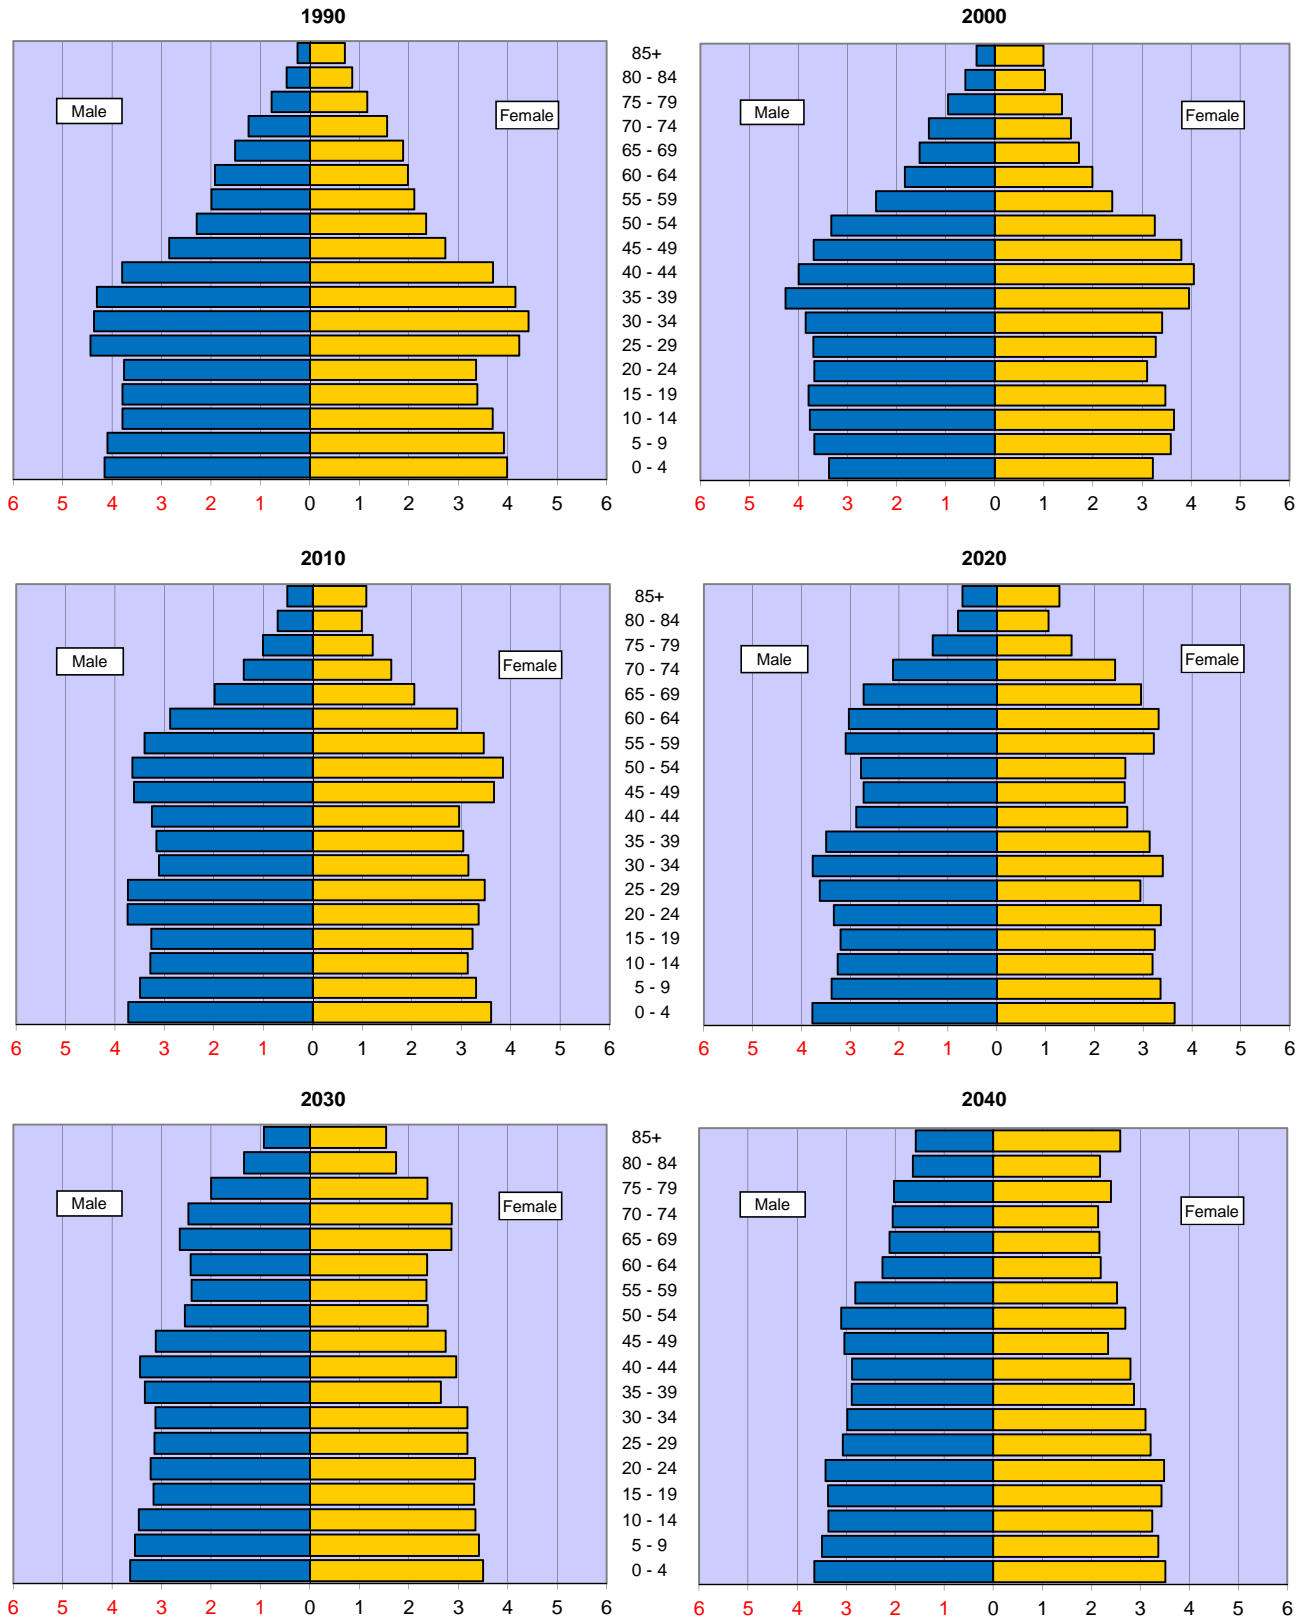 1990
2000
85+
80 - 84
75 - 79
70 - 74
65 - 69
60 - 64
55 - 59
50 - 54
45 - 49
40 - 44
35 - 39
30 - 34
25 - 29
20 - 24
15 - 19
10 - 14
5 - 9
0 - 4
Male
Female
Male
Female
6 5 4 3 2 1 0 1 2 3 4 5 6
6 5 4 3 2 1 0 1 2 3 4 5 6
2010
2020
85+
80 - 84
75 - 79
70 - 74
65 - 69
60 - 64
55 - 59
50 - 54
45 - 49
40 - 44
35 - 39
30 - 34
25 - 29
20 - 24
15 - 19
10 - 14
5 - 9
0 - 4
Male
Female
Male
Female
6 5 4 3 2 1 0 1 2 3 4 5 6
6 5 4 3 2 1 0 1 2 3 4 5 6
2030
2040
85+
80 - 84
75 - 79
70 - 74
65 - 69
60 - 64
55 - 59
50 - 54
45 - 49
40 - 44
35 - 39
30 - 34
25 - 29
20 - 24
15 - 19
10 - 14
5 - 9
0 - 4
Male
Female
Male
Female
6 5 4 3 2 1 0 1 2 3 4 5 6
6 5 4 3 2 1 0 1 2 3 4 5 6